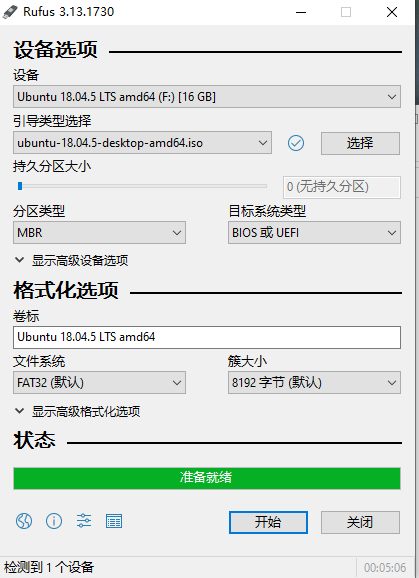 Rufus 3.13.1730
设备选项
设备
Ubuntu 18.04.5 LTS amd64 (F:) [16 GB]
引导类型选择
ubuntu-18.04.5-desktop-amd64.iso
选择
持久分区大小
0 (无持久分区)
分区类型
目标系统类型
MBR
BIOS 或 UEFI
显示高级设备选项
格式化选项
卷标
Ubuntu 18.04.5 LTS amd64
文件系统
簇大小
FAT32 (默认)
8192 字节 (默认)
显示高级格式化选项
状态
准备就绪
开始
关闭
检测到 1 个设备
00:05:06